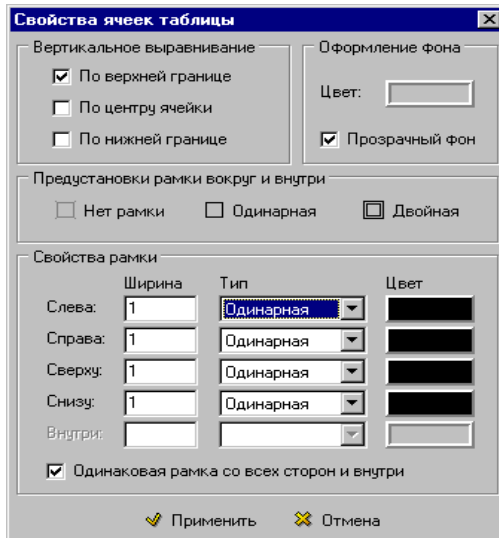 Свойства ячеек таблицы
Вертикальное выравнивание
По верхней границе
По центру ячейки
По нижней границе
Оформление фона
Цвет:
Прозрачный фон
Предустановки рамки вокруг и внутри
Нет рамки Одинарная Двойная
Свойства рамки
Ширина Тип Цвет
Слева: 1 Одинарная
Справа: 1 Одинарная
Сверху: 1 Одинарная
Снизу: 1 Одинарная
Внутри:
Одинаковая рамка со всех сторон и внутри
Применить Отмена